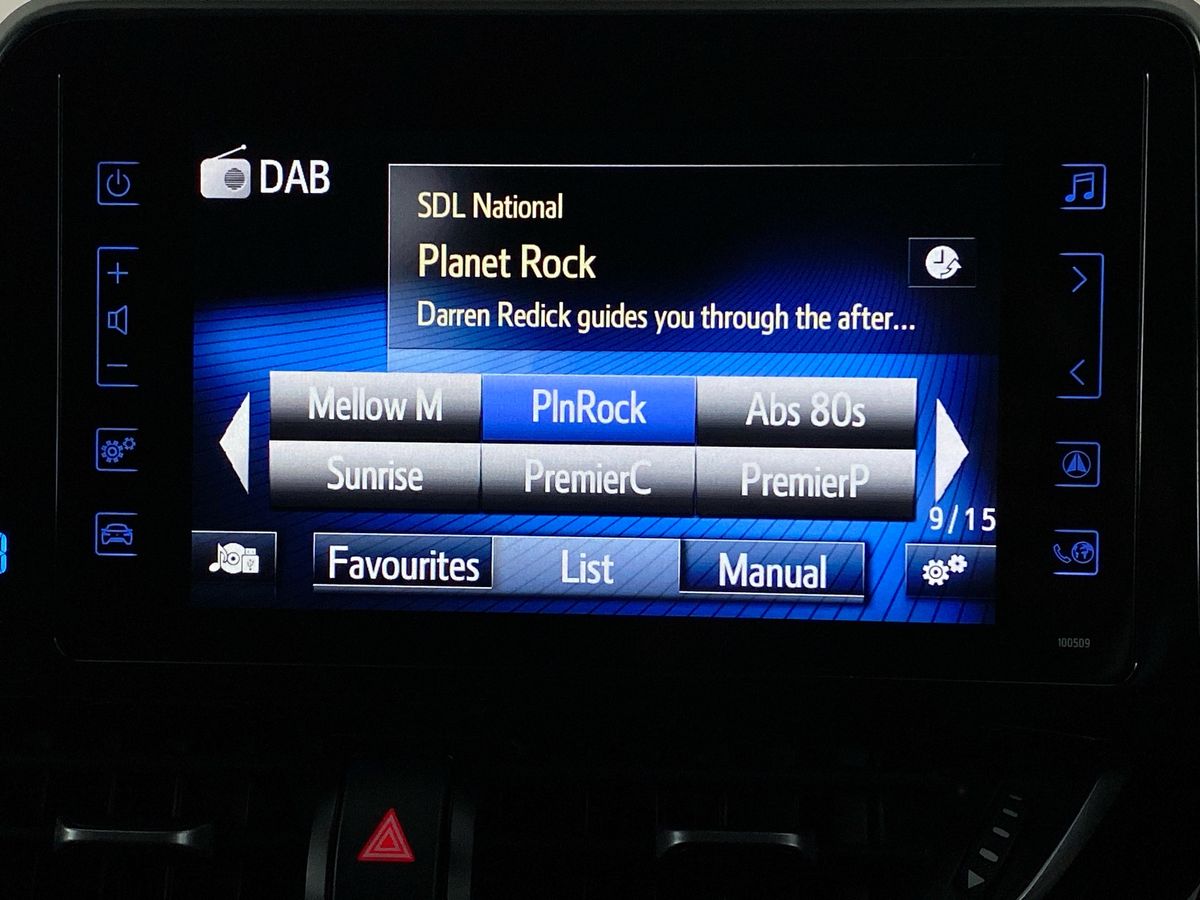 DAB
SDL National
Planet Rock
Darren Redick guides you through the after...
Mellow M PlnRock Abs 80s
Sunrise PremierC PremierP
9/15
Favourites List Manual
100509